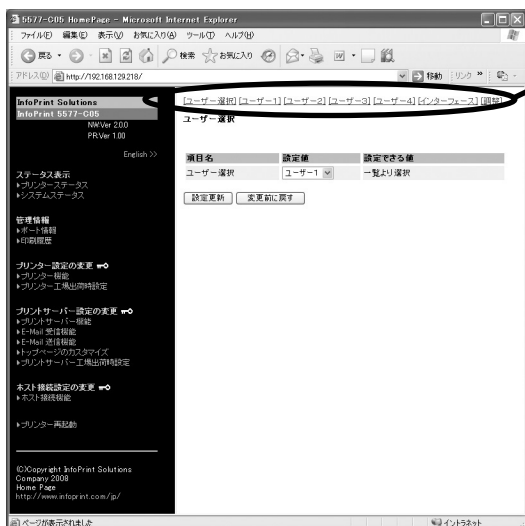 5577-G05 HomePage - Microsoft Internet Explorer
ファイル(F) 編集(E) 表示(V) お気に入り(A) ツール(T) ヘルプ(H)
戻る 検索 お気に入り
アドレス(D) http://192.168.129.218/ 移動 リンク »
InfoPrint Solutions
InfoPrint 5577-G05
NW.Ver 2.0.0
PR.Ver 1.00
English >>
ステータス表示
プリンターステータス
システムステータス
管理情報
ポート情報
印刷履歴
プリンター設定の変更
プリンター機能
プリンター工場出荷時設定
プリントサーバー設定の変更
プリントサーバー機能
E-Mail 受信機能
E-Mail 送信機能
トップページのカスタマイズ
プリントサーバー工場出荷時設定
ホスト接続設定の変更
ホスト接続機能
プリンター再起動
(C)Copyright InfoPrint Solutions
Company 2008
Home Page
http://www.infoprint.com/jp/
[ユーザー選択] [ユーザー1] [ユーザー2] [ユーザー3] [ユーザー4] [インターフェース] [調整]
ユーザー選択
項目名 設定値 設定できる値
ユーザー選択 ユーザー1 一覧より選択
設定更新 変更前に戻す
ページが表示されました イントラネット